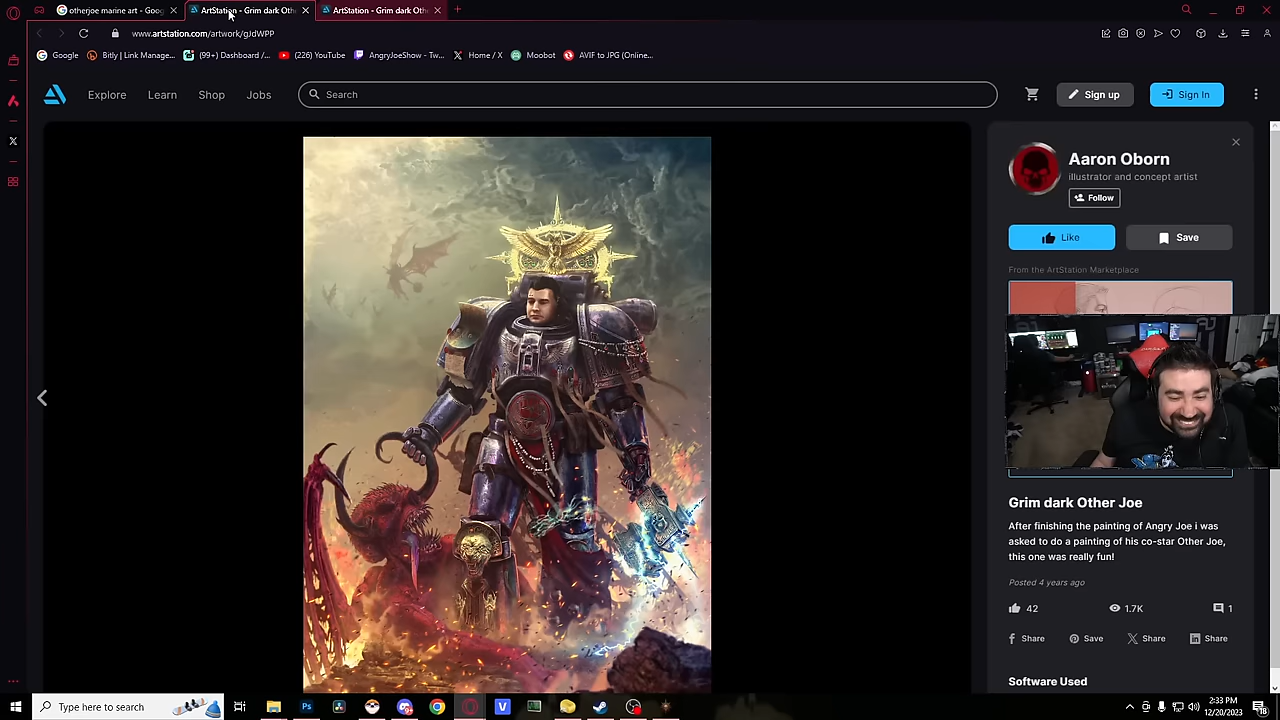 otherjoe marine art - Goog
ArtStation - Grim dark Othe
ArtStation - Grim dark Oth
www.artstation.com/artwork/gJdWPP
Google
Bitly | Link Manage...
(99+) Dashboard /...
(226) YouTube
AngryJoeShow - Tw...
Home / X
Moobot
AVIF to JPG (Online...
Explore
Learn
Shop
Jobs
Search
Sign up
Sign In
Aaron Oborn
illustrator and concept artist
Follow
Like
Save
From the ArtStation Marketplace
Grim dark Other Joe
After finishing the painting of Angry Joe i was
asked to do a painting of his co-star Other Joe,
this one was really fun!
Posted 4 years ago
42
1.7K
1
Share
Save
Share
Share
Software Used
Type here to search
2:33 PM
12/20/2023